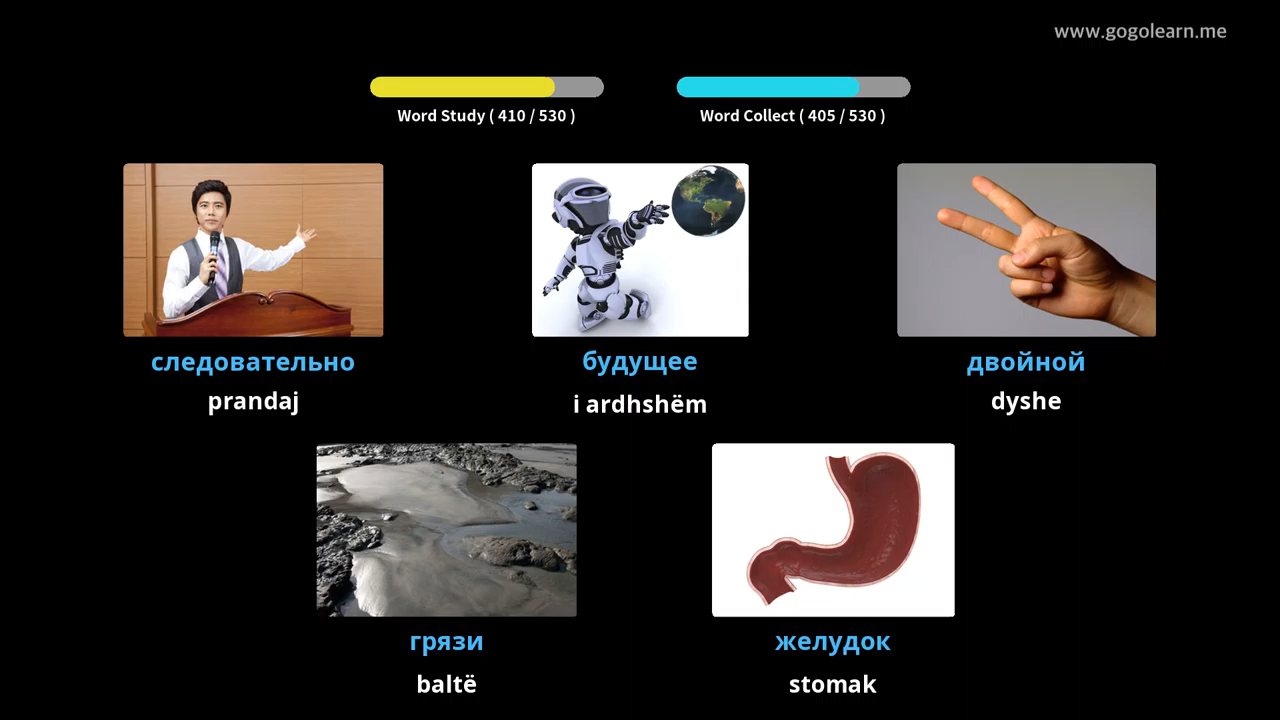 www.gogolearn.me
Word Study ( 410 / 530 )
Word Collect ( 405 / 530 )
следовательно
prandaj
будущее
i ardhshëm
двойной
dyshe
грязи
baltë
желудок
stomak